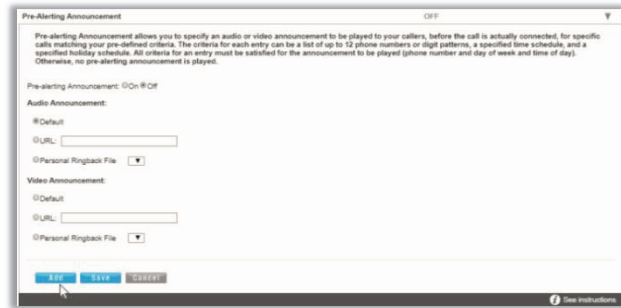 Pre-Alerting Announcement OFF
Pre-alerting Announcement allows you to specify an audio or video announcement to be played to your callers, before the call is actually connected, for specific
calls matching your pre-defined criteria. The criteria for each entry can be a list of up to 12 phone numbers or digit patterns, a specified time schedule, and a
specified holiday schedule. All criteria for an entry must be satisfied for the announcement to be played (phone number and day of week and time of day).
Otherwise, no pre-alerting announcement is played.
Pre-alerting Announcement: On Off
Audio Announcement:
Default
URL:
Personal Ringback File
Video Announcement:
Default
URL:
Personal Ringback File
Add Save Cancel
See instructions